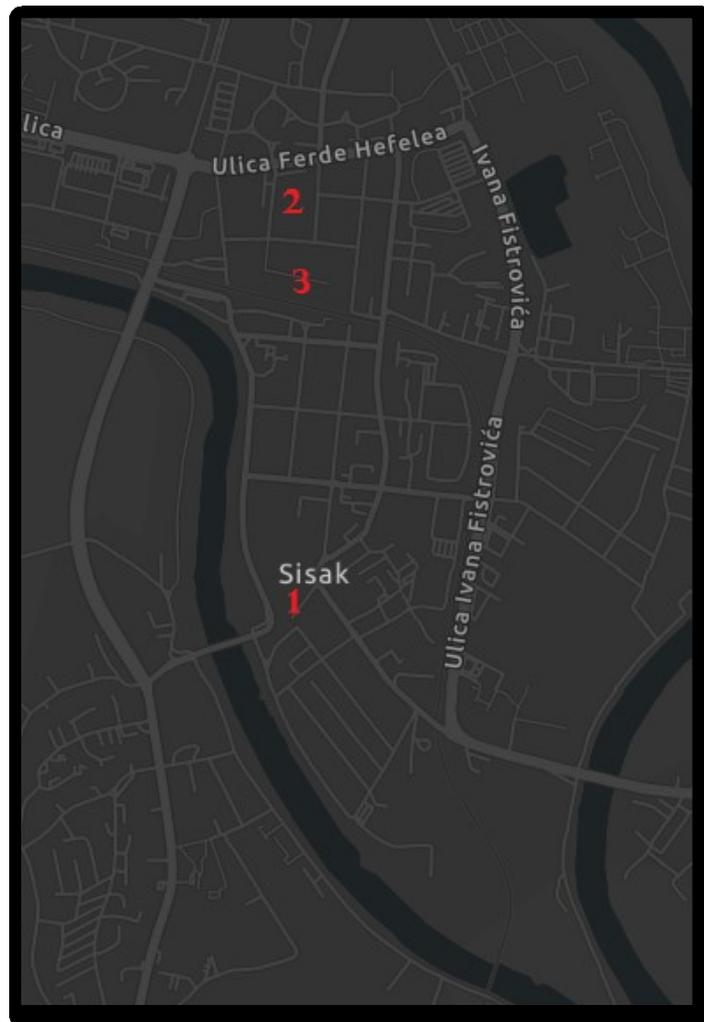 lica
Ulica Ferde Hefelea
Ivana Fistrovića
2
3
Ulica Ivana Fistrovića
Sisak
1